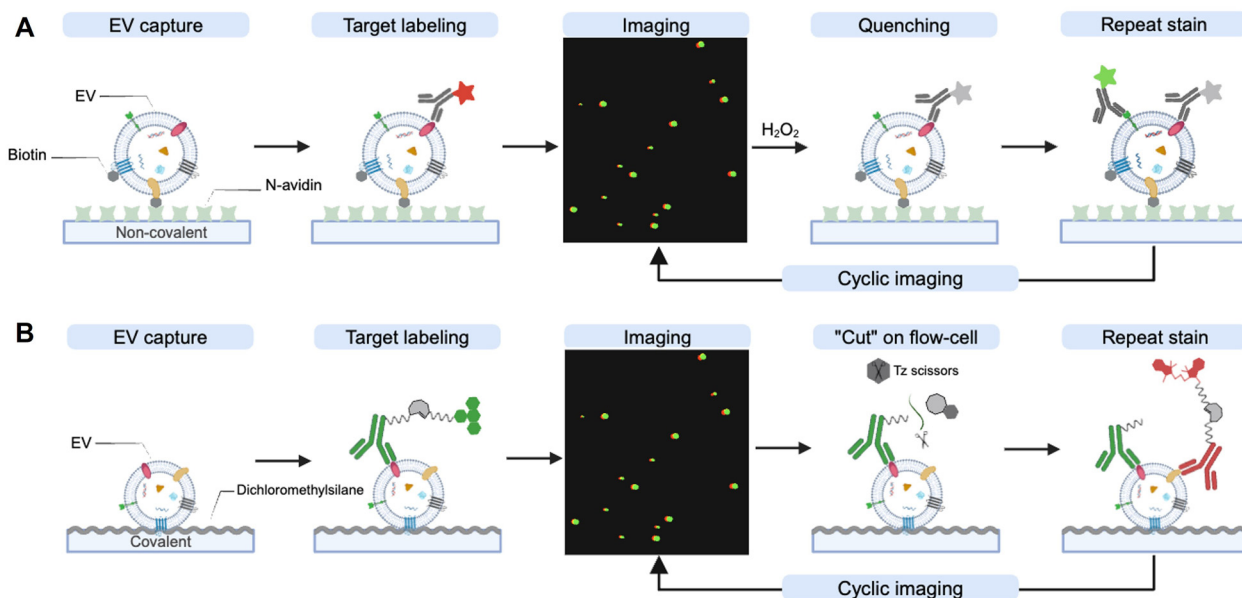 A
EV capture
Target labeling
Imaging
Quenching
Repeat stain
EV
Biotin
N-avidin
Non-covalent
H₂O₂
Cyclic imaging
B
EV capture
Target labeling
Imaging
"Cut" on flow-cell
Repeat stain
Tz scissors
EV
Dichloromethylsilane
Covalent
Cyclic imaging